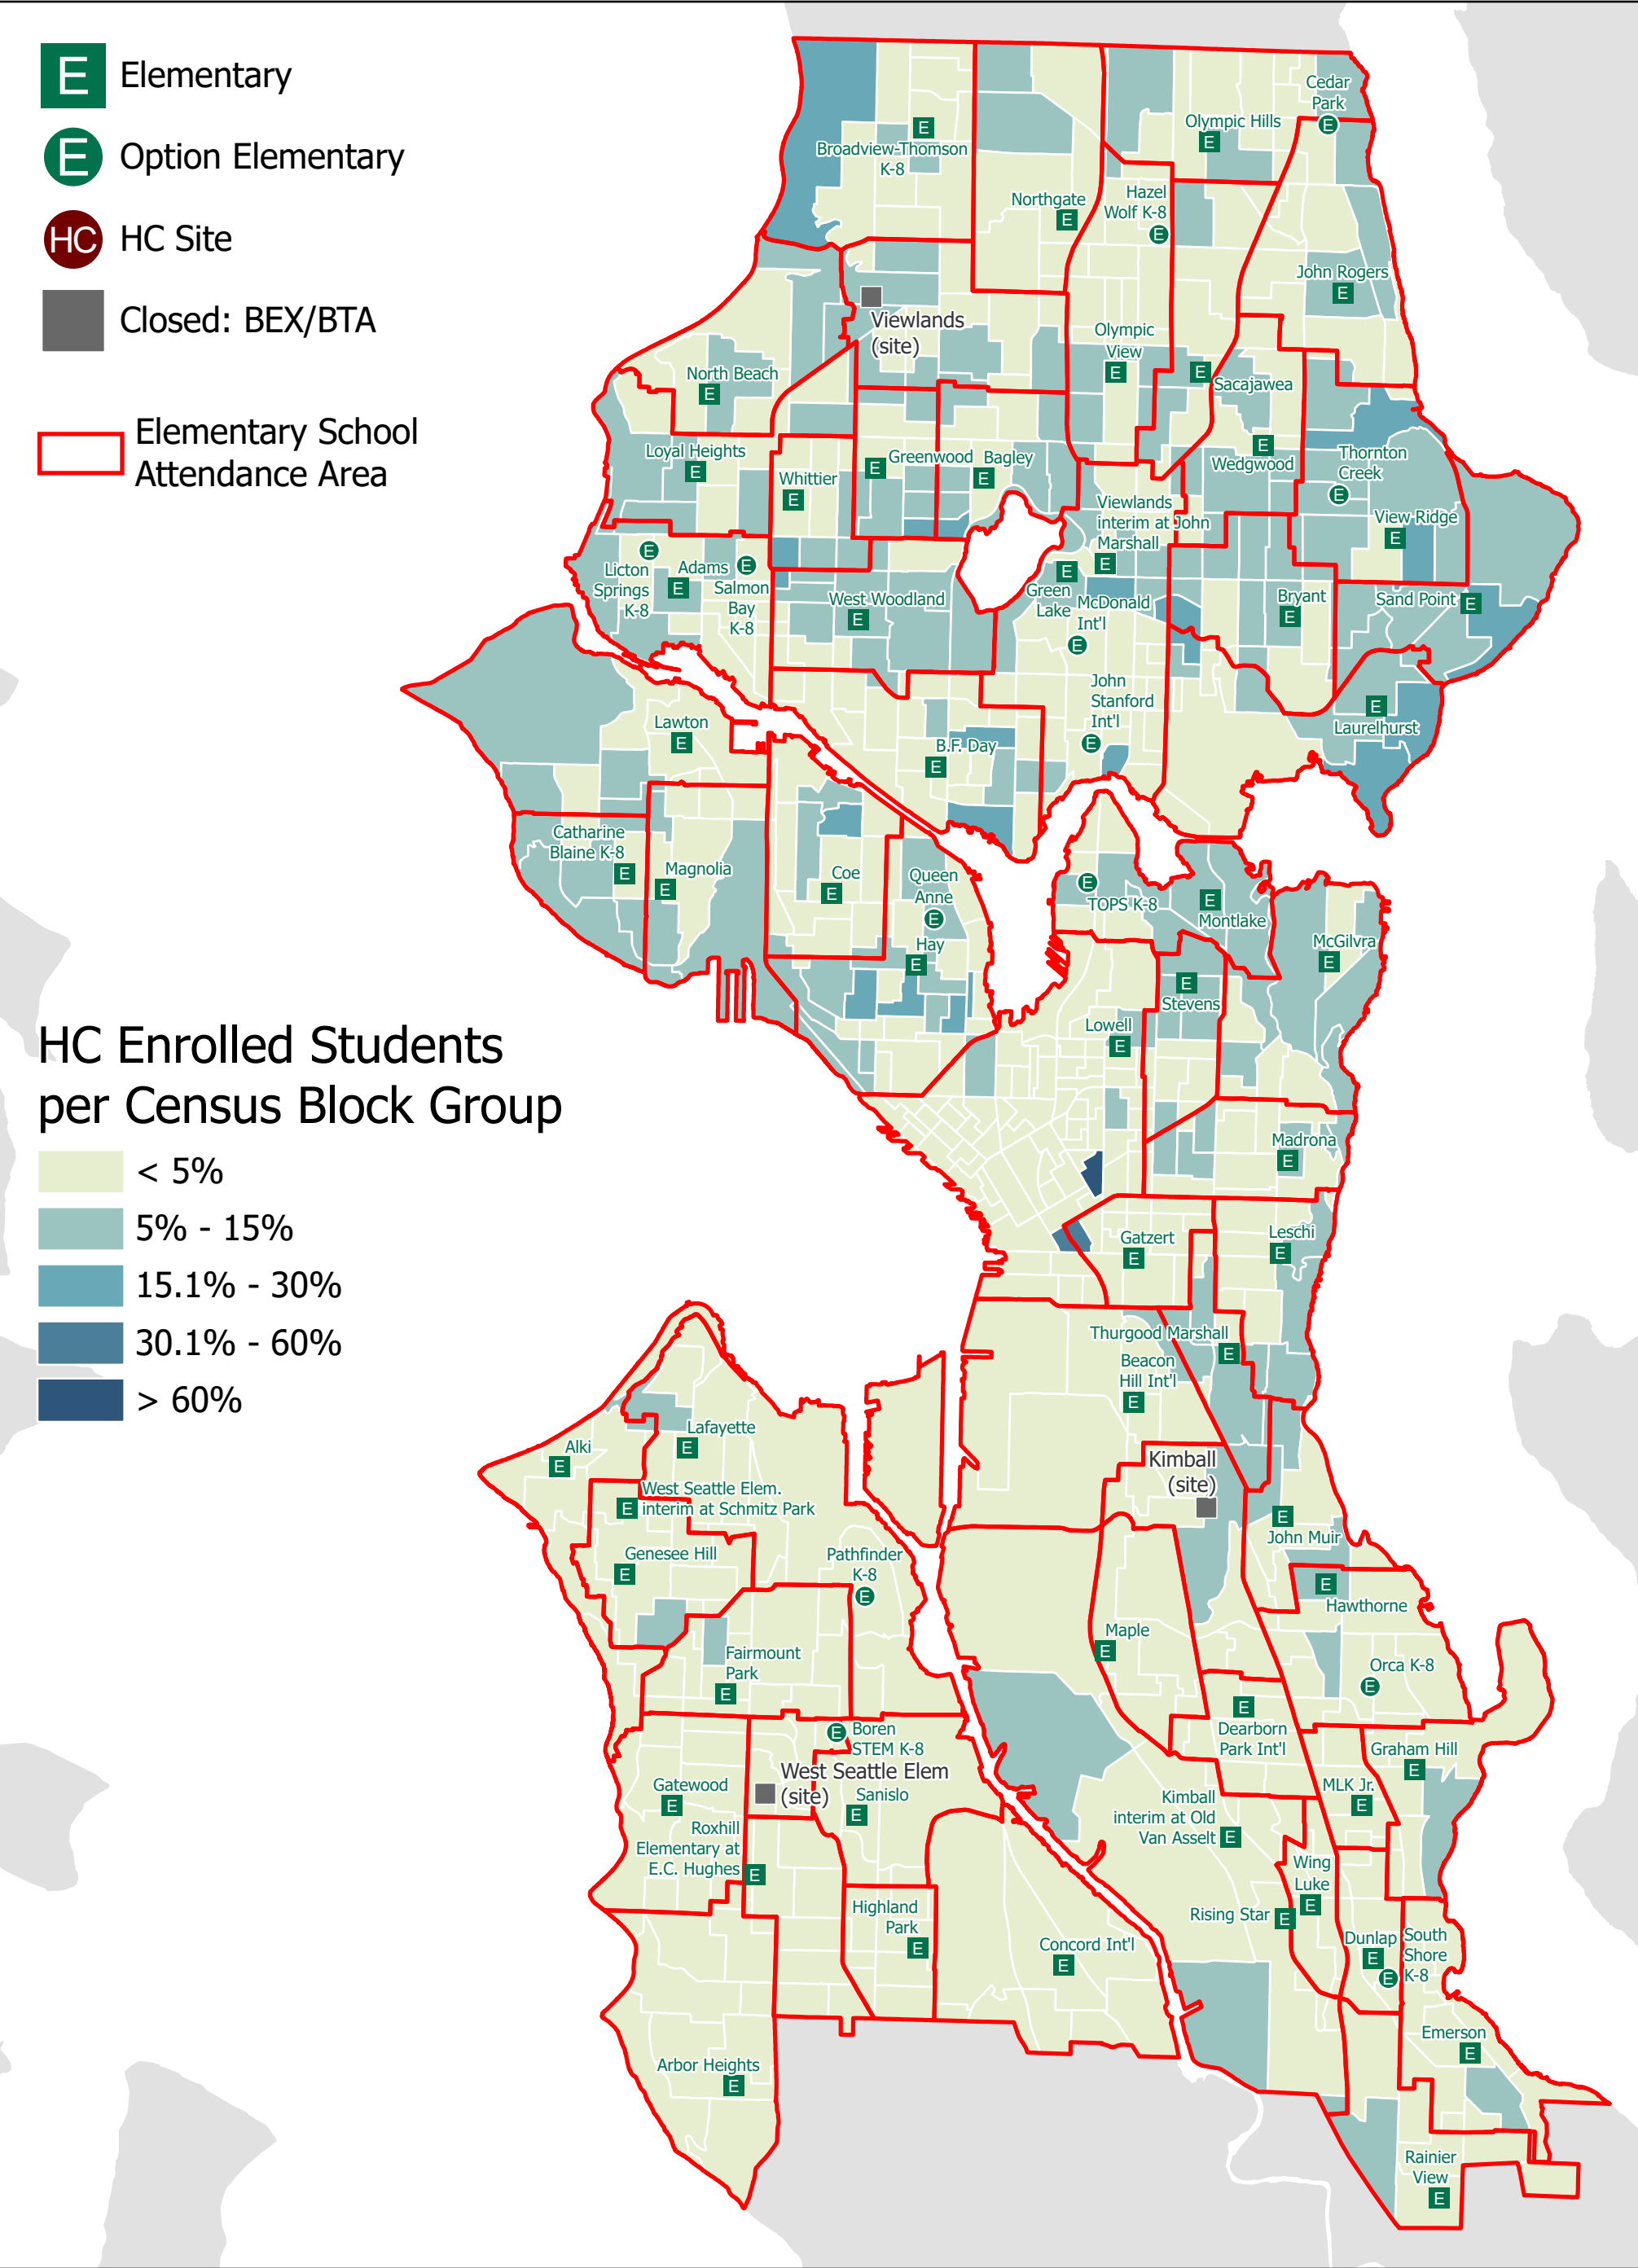 E Elementary
E Option Elementary
HC HC Site
Closed: BEX/BTA
Elementary School
Attendance Area
HC Enrolled Students
per Census Block Group
< 5%
5% - 15%
15.1% - 30%
30.1% - 60%
> 60%
Cedar
Park
E
Olympic Hills
E
E
Broadview-Thomson
K-8
Northgate
E
Hazel
Wolf K-8
E
John Rogers
E
Viewlands
(site)
Olympic
View
E
E
Sacajawea
North Beach
E
Loyal Heights
E
Whittier
E
E
Greenwood
Bagley
E
E
Wedgwood
Thornton
Creek
E
View Ridge
E
Viewlands
interim at John
Marshall
E
E
Licton
Springs
K-8
Adams
E
E
Salmon
Bay
K-8
West Woodland
E
E
Green
Lake
McDonald
Int'l
E
Bryant
E
Sand Point
E
John
Stanford
Int'l
E
E
Laurelhurst
Lawton
E
B.F. Day
E
Catharine
Blaine K-8
E
Magnolia
E
Coe
E
Queen
Anne
E
Hay
E
E
TOPS K-8
E
Montlake
McGilvra
E
E
Stevens
Lowell
E
Madrona
E
Gatzert
E
Leschi
E
Thurgood Marshall
E
Beacon
Hill Int'l
E
Kimball
(site)
Lafayette
E
Alki
E
West Seattle Elem.
interim at Schmitz Park
E
Genesee Hill
E
Pathfinder
K-8
E
E
John Muir
E
Hawthorne
Maple
E
Orca K-8
E
Fairmount
Park
E
E
Dearborn
Park Int'l
E
Boren
STEM K-8
Graham Hill
E
West Seattle Elem
(site)
Gatewood
E
Sanislo
E
MLK Jr.
E
Kimball
interim at Old
Van Asselt
E
Roxhill
Elementary at
E.C. Hughes
E
Wing
Luke
E
Rising Star
E
Highland
Park
E
Concord Int'l
E
Dunlap
E
South
Shore
K-8
E
Emerson
E
Arbor Heights
E
Rainier
View
E